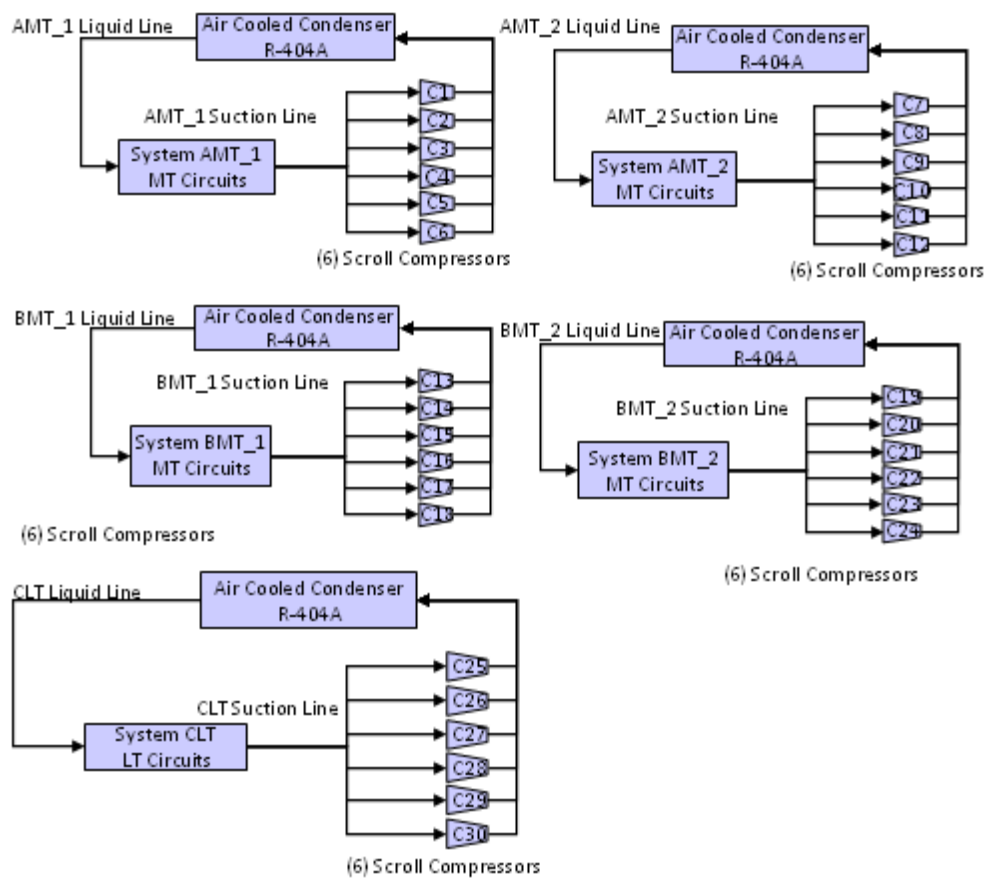 AMT_1 Liquid Line
Air Cooled Condenser
R-404A
AMT_1 Suction Line
System AMT_1
MT Circuits
C1
C2
C3
C4
C5
C6
(6) Scroll Compressors
AMT_2 Liquid Line
Air Cooled Condenser
R-404A
AMT_2 Suction Line
System AMT_2
MT Circuits
C7
C8
C9
C10
C11
C12
(6) Scroll Compressors
BMT_1 Liquid Line
Air Cooled Condenser
R-404A
BMT_1 Suction Line
System BMT_1
MT Circuits
C13
C14
C15
C16
C17
C18
(6) Scroll Compressors
BMT_2 Liquid Line
Air Cooled Condenser
R-404A
BMT_2 Suction Line
System BMT_2
MT Circuits
C19
C20
C21
C22
C23
C24
(6) Scroll Compressors
CLT Liquid Line
Air Cooled Condenser
R-404A
CLT Suction Line
System CLT
LT Circuits
C25
C26
C27
C28
C29
C30
(6) Scroll Compressors